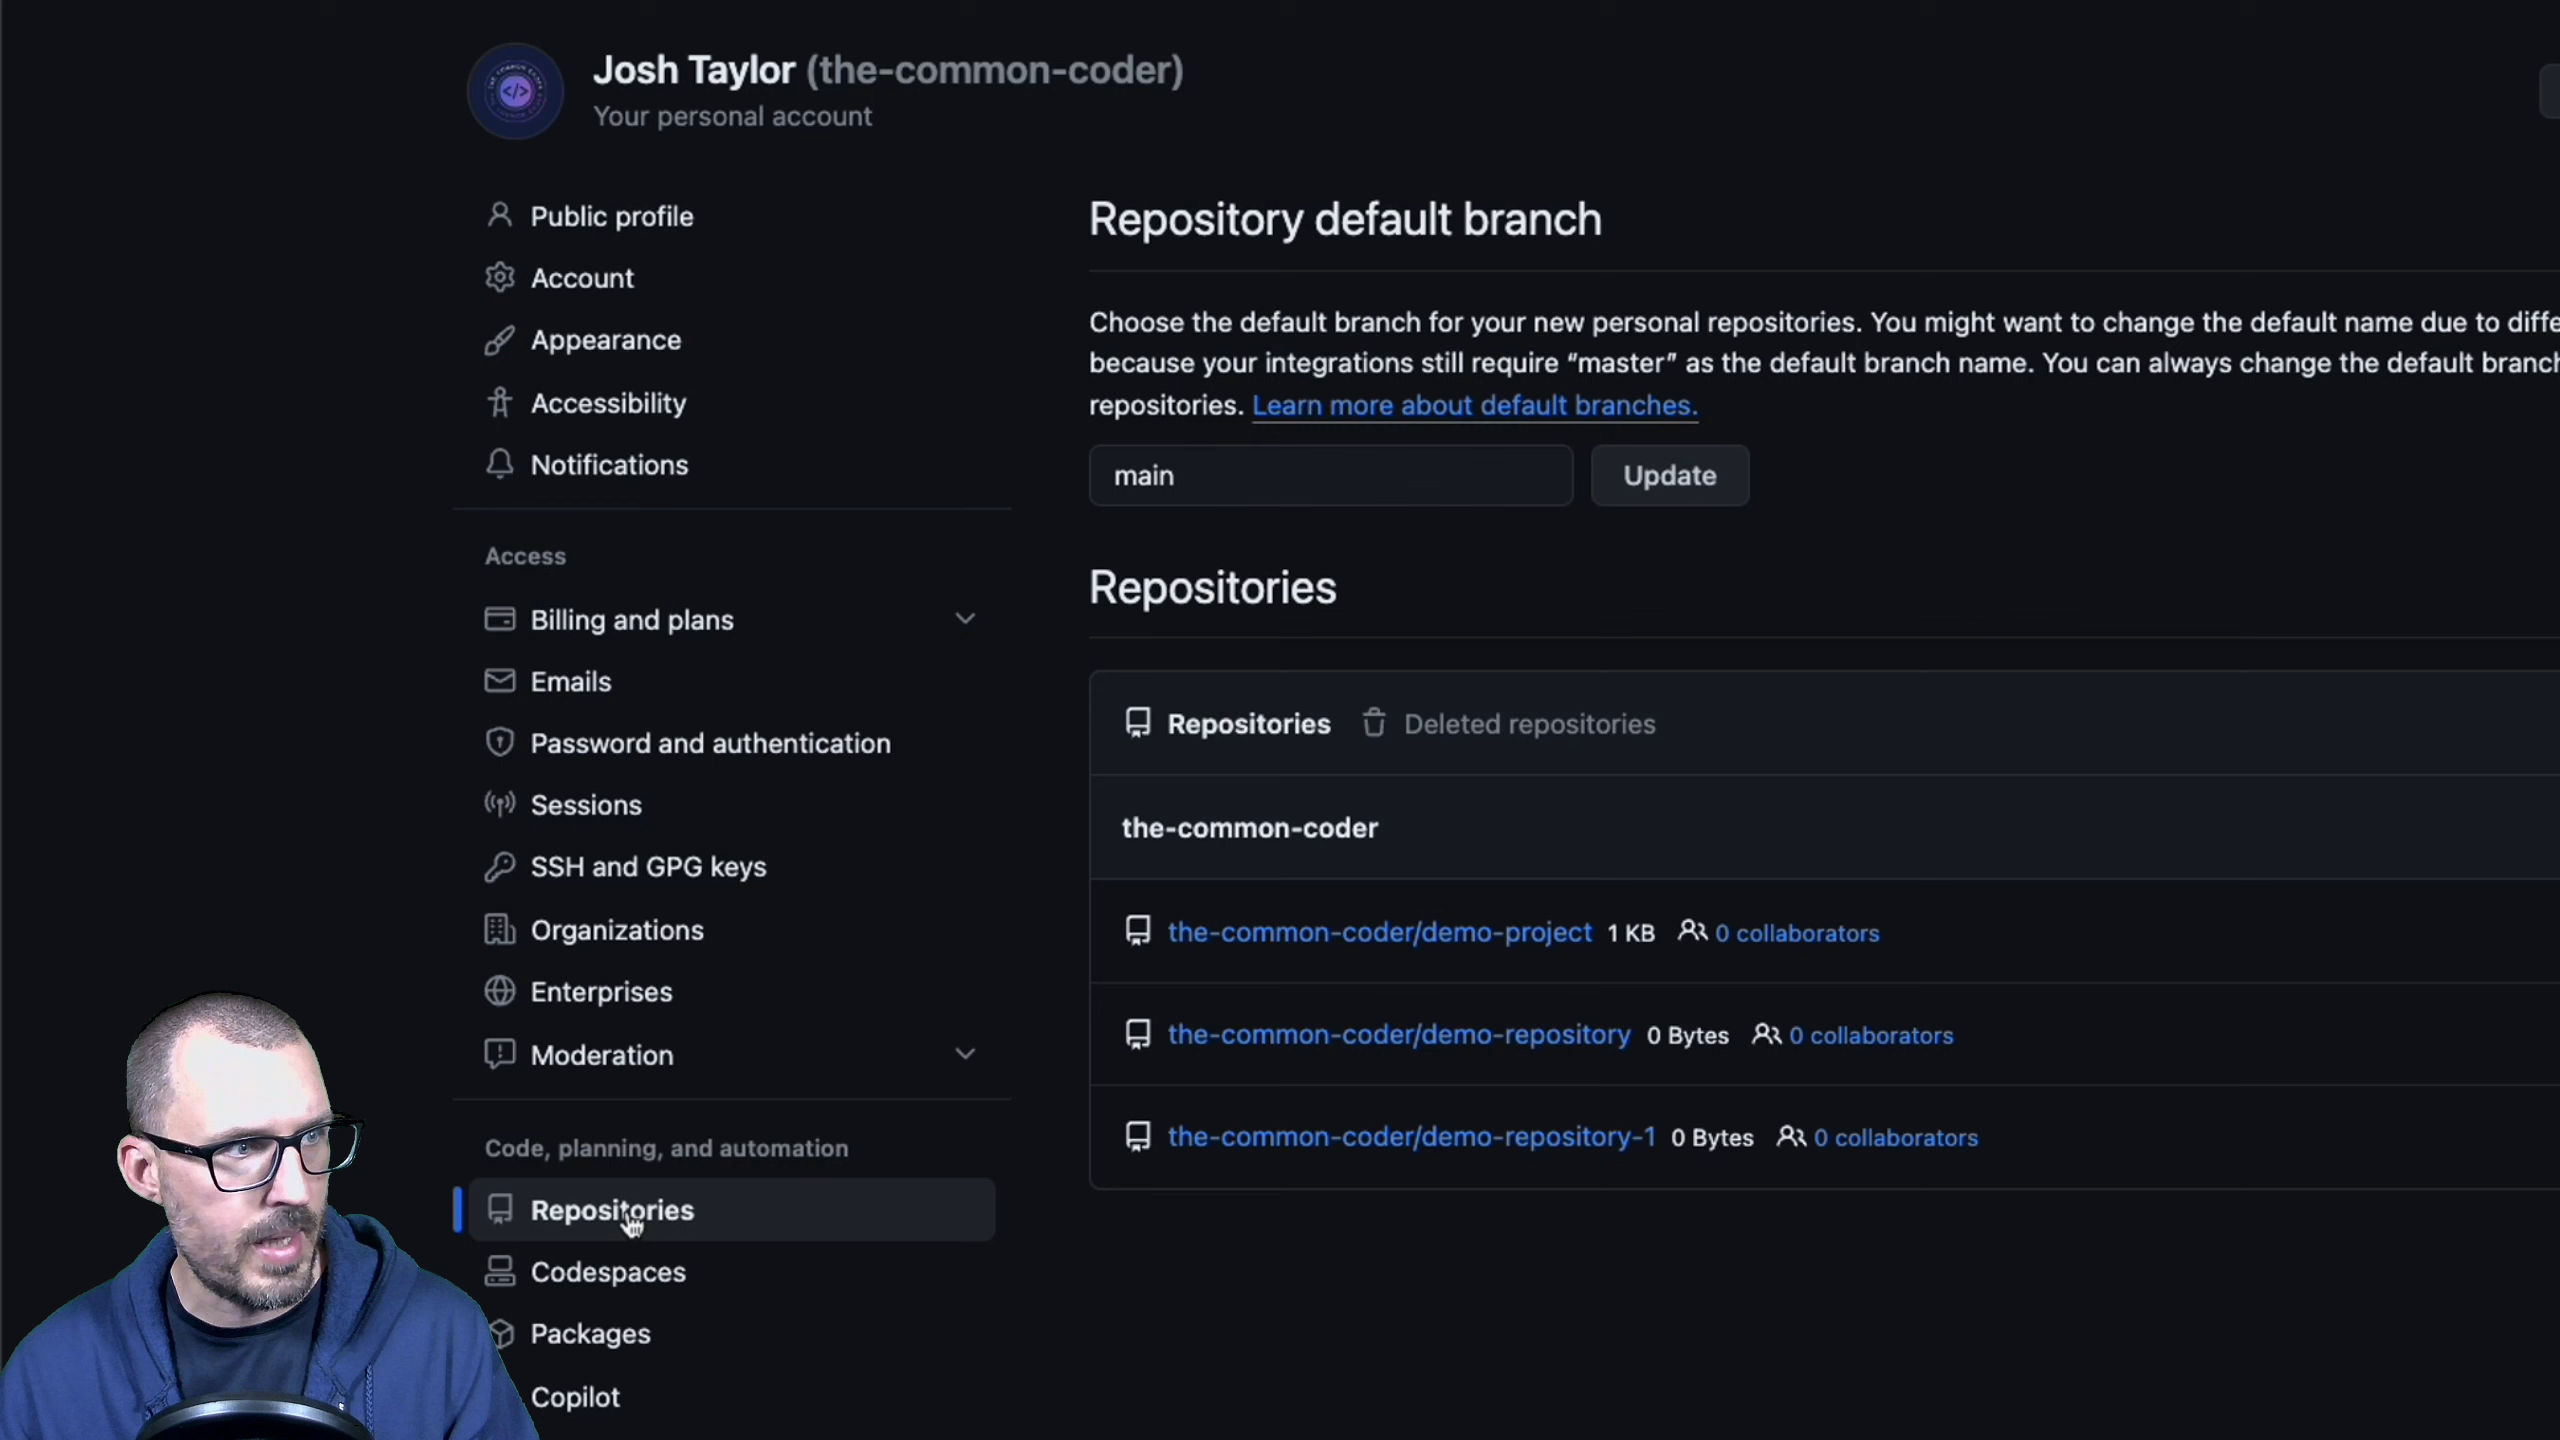 Josh Taylor (the-common-coder)
Your personal account
Public profile
Account
Appearance
Accessibility
Notifications
Access
Billing and plans
Emails
Password and authentication
Sessions
SSH and GPG keys
Organizations
Enterprises
Moderation
Code, planning, and automation
Repositories
Codespaces
Packages
Copilot
Repository default branch
Choose the default branch for your new personal repositories. You might want to change the default name due to diffe
because your integrations still require “master” as the default branch name. You can always change the default branch
repositories. Learn more about default branches.
main
Update
Repositories
Repositories Deleted repositories
the-common-coder
the-common-coder/demo-project 1 KB 0 collaborators
the-common-coder/demo-repository 0 Bytes 0 collaborators
the-common-coder/demo-repository-1 0 Bytes 0 collaborators